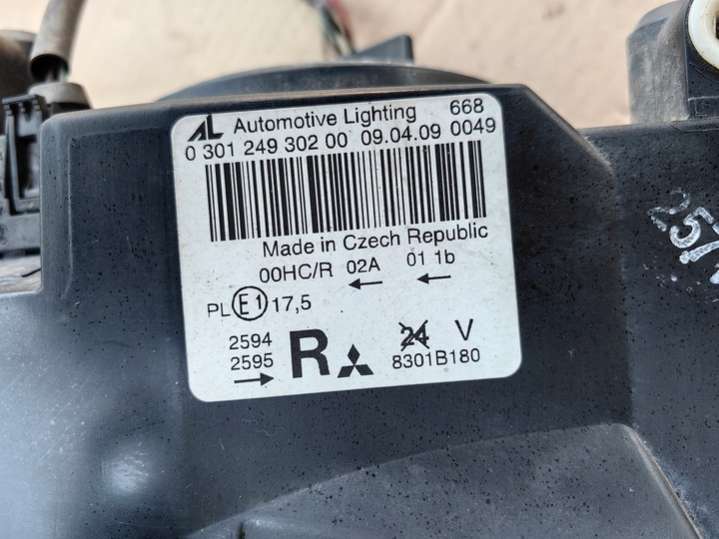 AL Automotive Lighting 668
0 301 249 302 00 09.04.09 0049
Made in Czech Republic
00HC/R 02A 01 1b
← ←
PL E1 17,5
2594
2595
→
R
24 V
8301B180